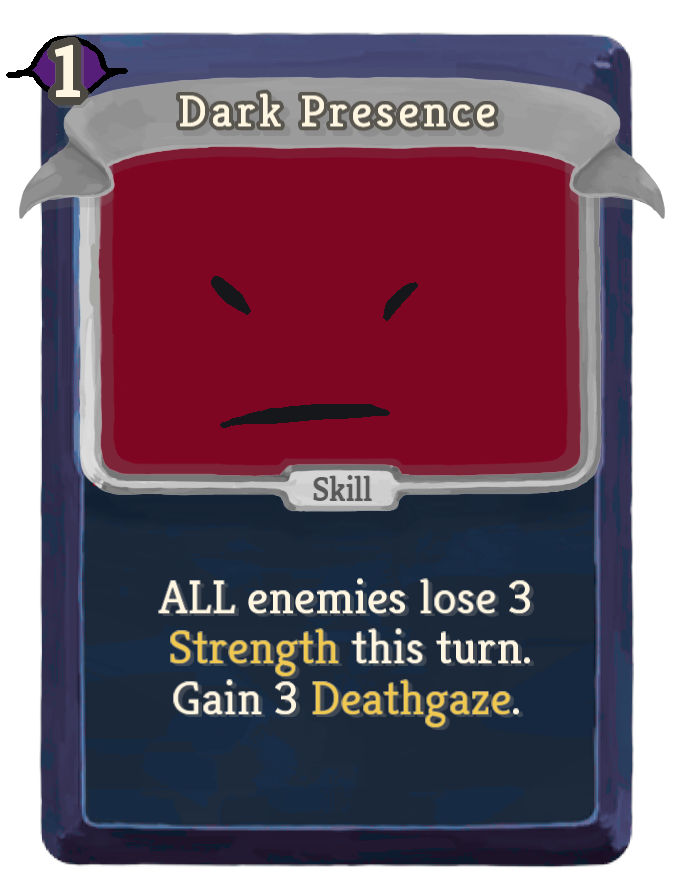 1
Dark Presence
Skill
ALL enemies lose 3
Strength this turn.
Gain 3 Deathgaze.